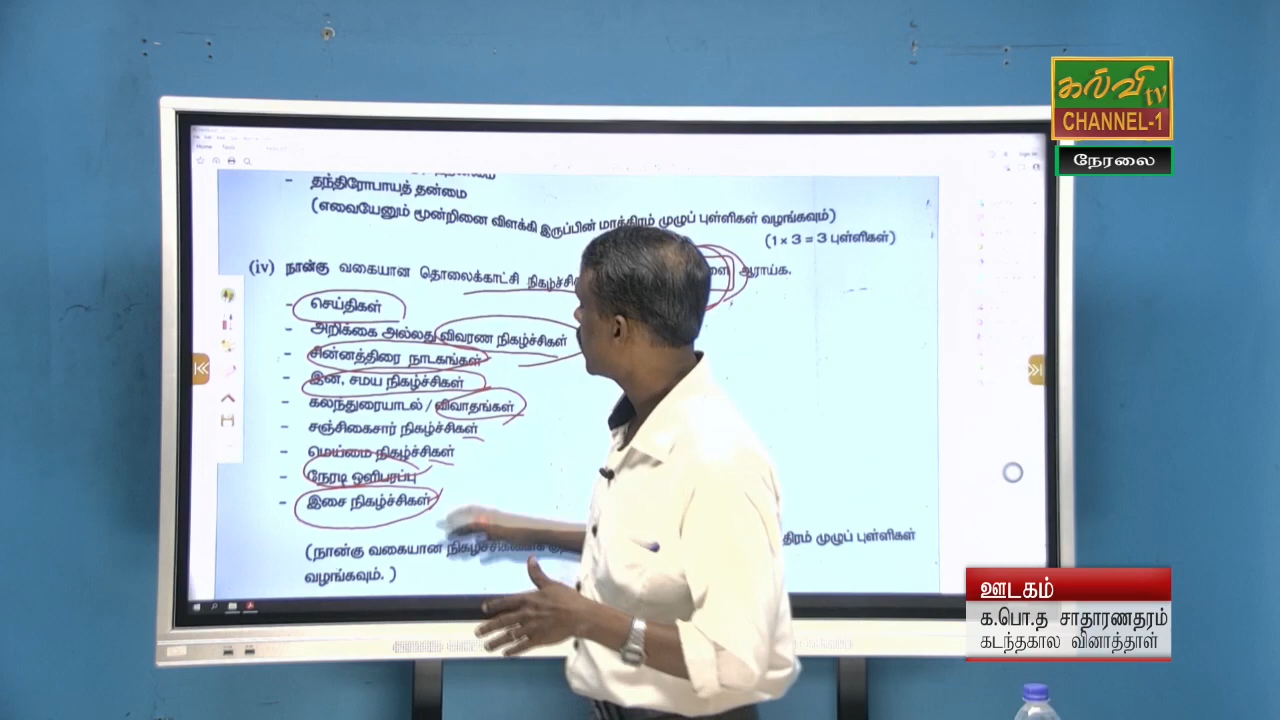 கல்வி tv
CHANNEL-1
நேரலை
Home Tools
- தந்திரோபாயத் தன்மை
(எவையேனும் மூன்றினை விளக்கி இருப்பின் மாத்திரம் முழுப் புள்ளிகள் வழங்கவும்)
(1 × 3 = 3 புள்ளிகள்)
(iv) நான்கு வகையான தொலைக்காட்சி ஆராய்க.
- செய்திகள்
- அறிக்கை அல்லது விவரண நிகழ்ச்சிகள்
- சின்னத்திரை நாடகங்கள்
- இன, சமய நிகழ்ச்சிகள்
- கலந்துரையாடல் / விவாதங்கள்
- சஞ்சிகைசார் நிகழ்ச்சிகள்
- மெய்மை நிகழ்ச்சிகள்
- நேரடி ஒளிபரப்பு
- இசை நிகழ்ச்சிகள்
(நான்கு வகையான முழுப் புள்ளிகள்
வழங்கவும். )
ஊடகம்
க.பொ.த சாதாரணதரம்
கடந்தகால வினாத்தாள்